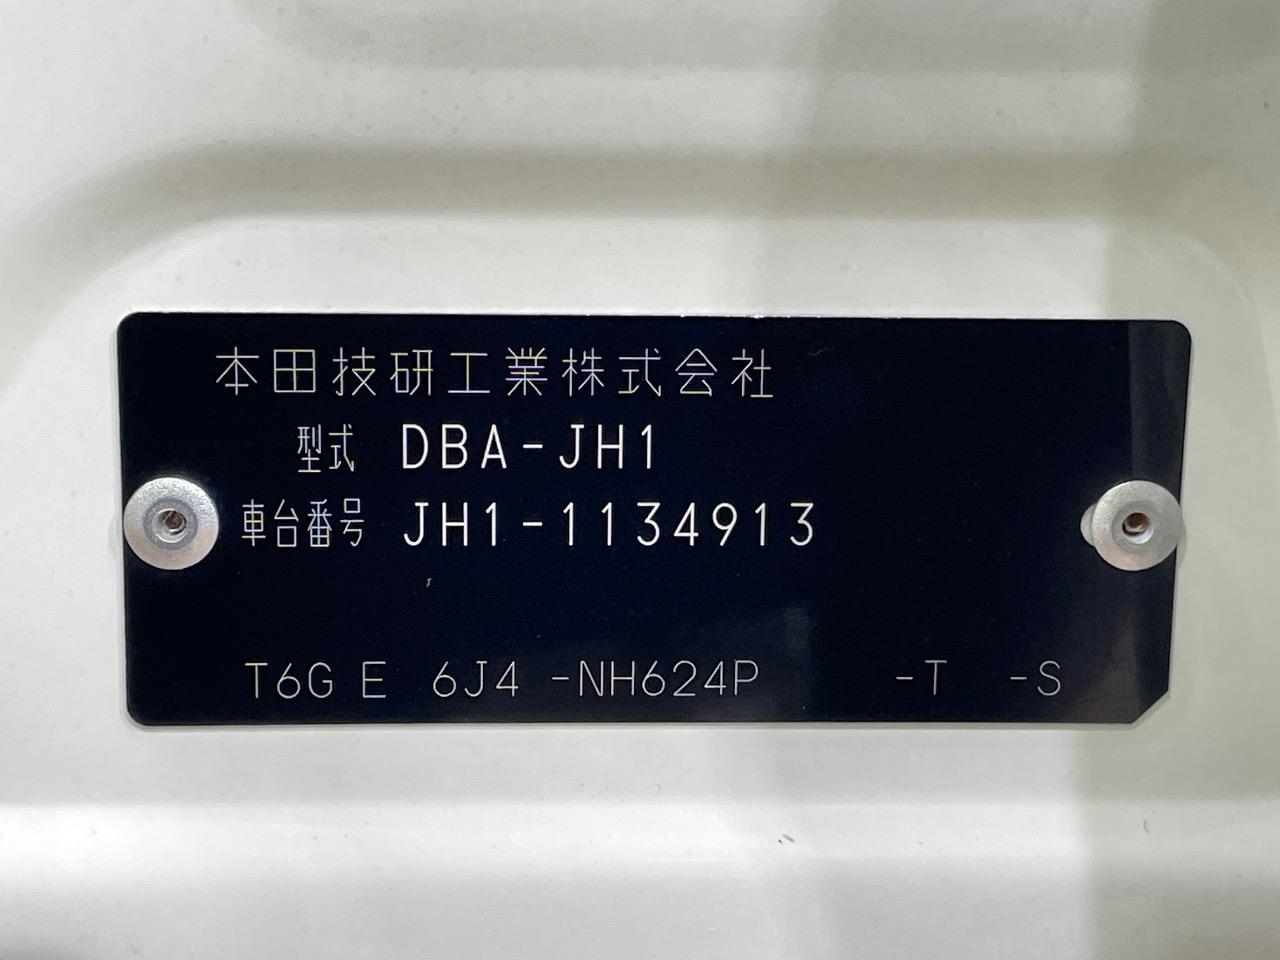 本田技研工業株式会社
型式 DBA-JH1
車台番号 JH1-1134913
T6G E 6J4 -NH624P -T -S